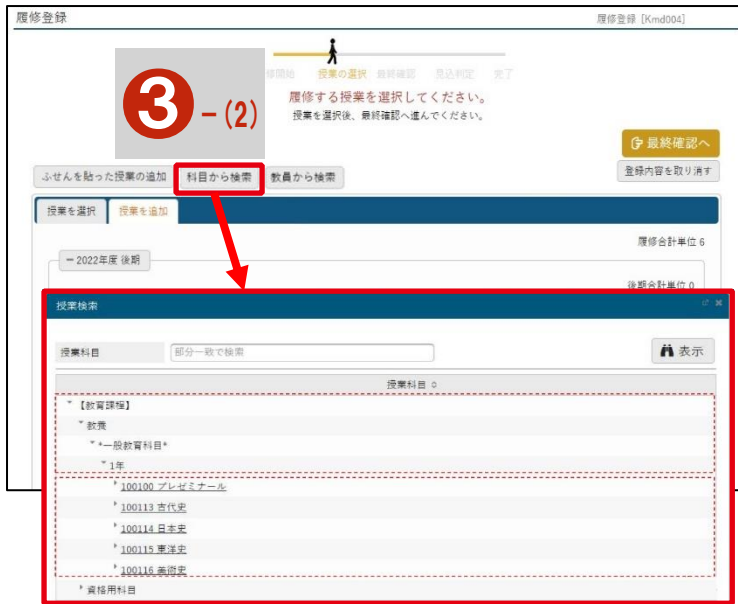 履修登録
履修登録 [Kmd004]
修開始 授業の選択 最終確認 見込判定 完了
❸-(2)
履修する授業を選択してください。
授業を選択後、最終確認へ進んでください。
最終確認へ
ふせんを貼った授業の追加 科目から検索 教員から検索
登録内容を取り消す
授業を選択 授業を追加
履修合計単位 6
ー 2022年度 後期
後期合計単位 0
授業検索
授業科目 部分一致で検索 表示
授業科目
【教育課程】
教養
*一般教育科目*
1年
100100 プレゼミナール
100113 古代史
100114 日本史
100115 東洋史
100116 美術史
資格用科目